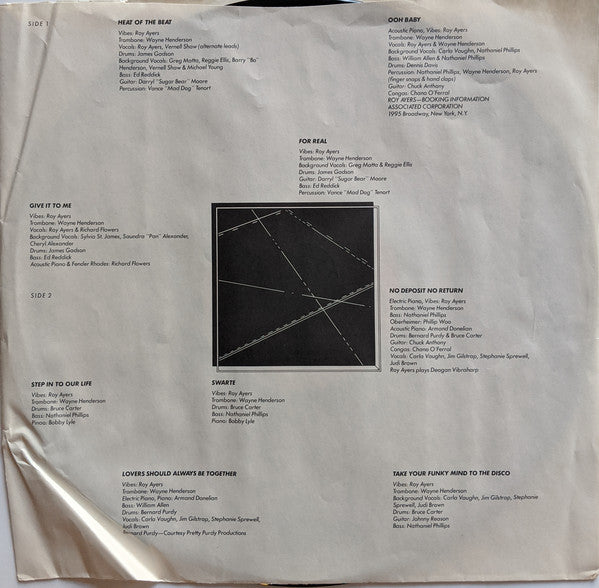 SIDE 1
HEAT OF THE BEAT
Vibes: Roy Ayers
Trombone: Wayne Henderson
Vocals: Roy Ayers, Vernell Shaw (alternate leads)
Drums: James Gadson
Background Vocals: Greg Matta, Reggie Ellis, Barry "Bo"
Henderson, Vernell Shaw & Michael Young
Bass: Ed Reddick
Guitar: Darryl "Sugar Bear" Moore
Percussion: Vance "Mad Dog" Tenort
OOH BABY
Acoustic Piano, Vibes: Roy Ayers
Trombone: Wayne Henderson
Vocals: Roy Ayers & Wayne Henderson
Background Vocals: Carla Vaughn, Nathaniel Phillips
Bass: William Allen & Nathaniel Phillips
Drums: Dennis Davis
Percussion: Nathaniel Phillips, Wayne Henderson, Roy Ayers
(finger snaps & hand claps)
Guitar: Chuck Anthony
Congas: Chano O'Ferral
ROY AYERS—BOOKING INFORMATION
ASSOCIATED CORPORATION
1995 Broadway, New York, N.Y.
FOR REAL
Vibes: Roy Ayers
Trombone: Wayne Henderson
Background Vocals: Greg Matta & Reggie Ellis
Drums: James Gadson
Guitar: Darryl "Sugar Bear" Moore
Bass: Ed Reddick
Percussion: Vance "Mad Dog" Tenort
GIVE IT TO ME
Vibes: Roy Ayers
Trombone: Wayne Henderson
Vocals: Roy Ayers & Richard Flowers
Background Vocals: Sylvia St. James, Saundra "Pan" Alexander,
Cheryl Alexander
Drums: James Gadson
Bass: Ed Reddick
Acoustic Piano & Fender Rhodes: Richard Flowers
SIDE 2
NO DEPOSIT NO RETURN
Electric Piano, Vibes: Roy Ayers
Trombone: Wayne Henderson
Bass: Nathaniel Phillips
Oberheimer: Philip Woo
Acoustic Piano: Armand Donelian
Drums: Bernard Purdy & Bruce Carter
Guitar: Chuck Anthony
Congas: Chano O'Ferral
Vocals: Carla Vaughn, Jim Gilstrap, Stephanie Sprewell,
Judi Brown
Roy Ayers plays Deagan Vibraharp
STEP IN TO OUR LIFE
Vibes: Roy Ayers
Trombone: Wayne Henderson
Drums: Bruce Carter
Bass: Nathaniel Phillips
Pinao: Bobby Lyle
SWARTE
Vibes: Roy Ayers
Trombone: Wayne Henderson
Drums: Bruce Carter
Bass: Nathaniel Phillips
Piano: Bobby Lyle
LOVERS SHOULD ALWAYS BE TOGETHER
Vibes: Roy Ayers
Trombone: Wayne Henderson
Electric Piano, Piano: Armand Donelian
Bass: William Allen
Drums: Bernard Purdy
Vocals: Carla Vaughn, Jim Gilstrap, Stephanie Sprewell,
Judi Brown
Bernard Purdy—Courtesy Pretty Purdy Productions
TAKE YOUR FUNKY MIND TO THE DISCO
Vibes: Roy Ayers
Trombone: Wayne Henderson
Background Vocals: Carla Vaughn, Jim Gilstrap, Stephanie
Sprewell, Judi Brown
Drums: Bruce Carter
Guitar: Johnny Reason
Bass: Nathaniel Phillips